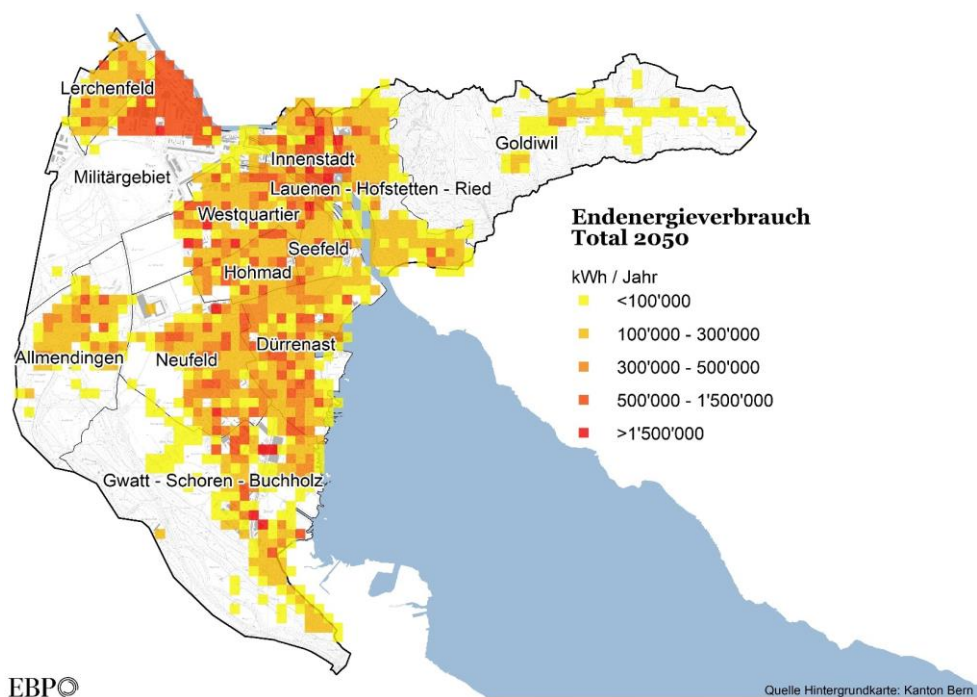 Lerchenfeld
Goldiwil
Innenstadt
Militärgebiet
Lauenen - Hofstetten - Ried
Westquartier
Seefeld
Hohmad
Dürrenast
Allmendingen
Neufeld
Gwatt - Schoren - Buchholz
Endenergieverbrauch
Total 2050
kWh / Jahr
<100'000
100'000 - 300'000
300'000 - 500'000
500'000 - 1'500'000
>1'500'000
EBP
Quelle Hintergrundkarte: Kanton Bern